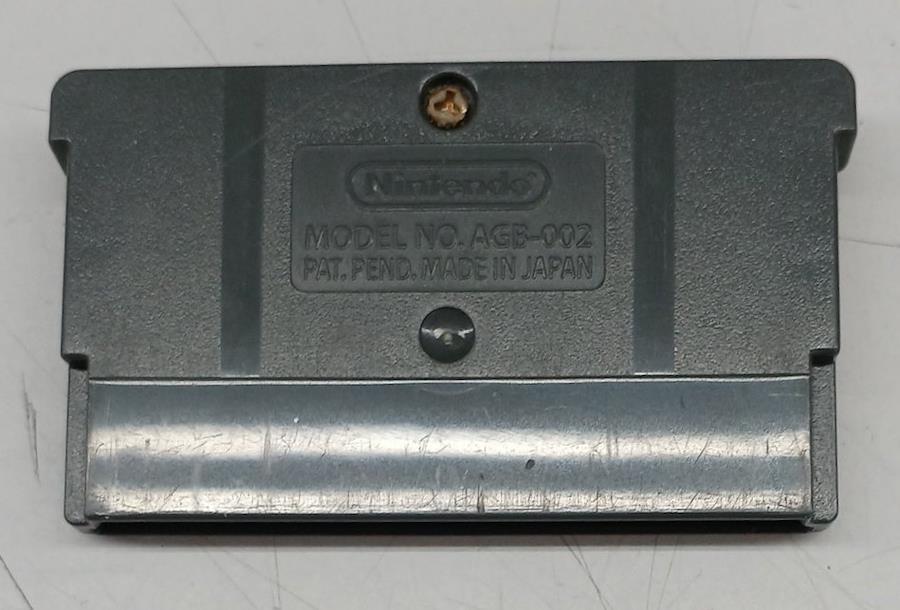 Nintendo®
MODEL NO. AGB-002
PAT. PEND. MADE IN JAPAN